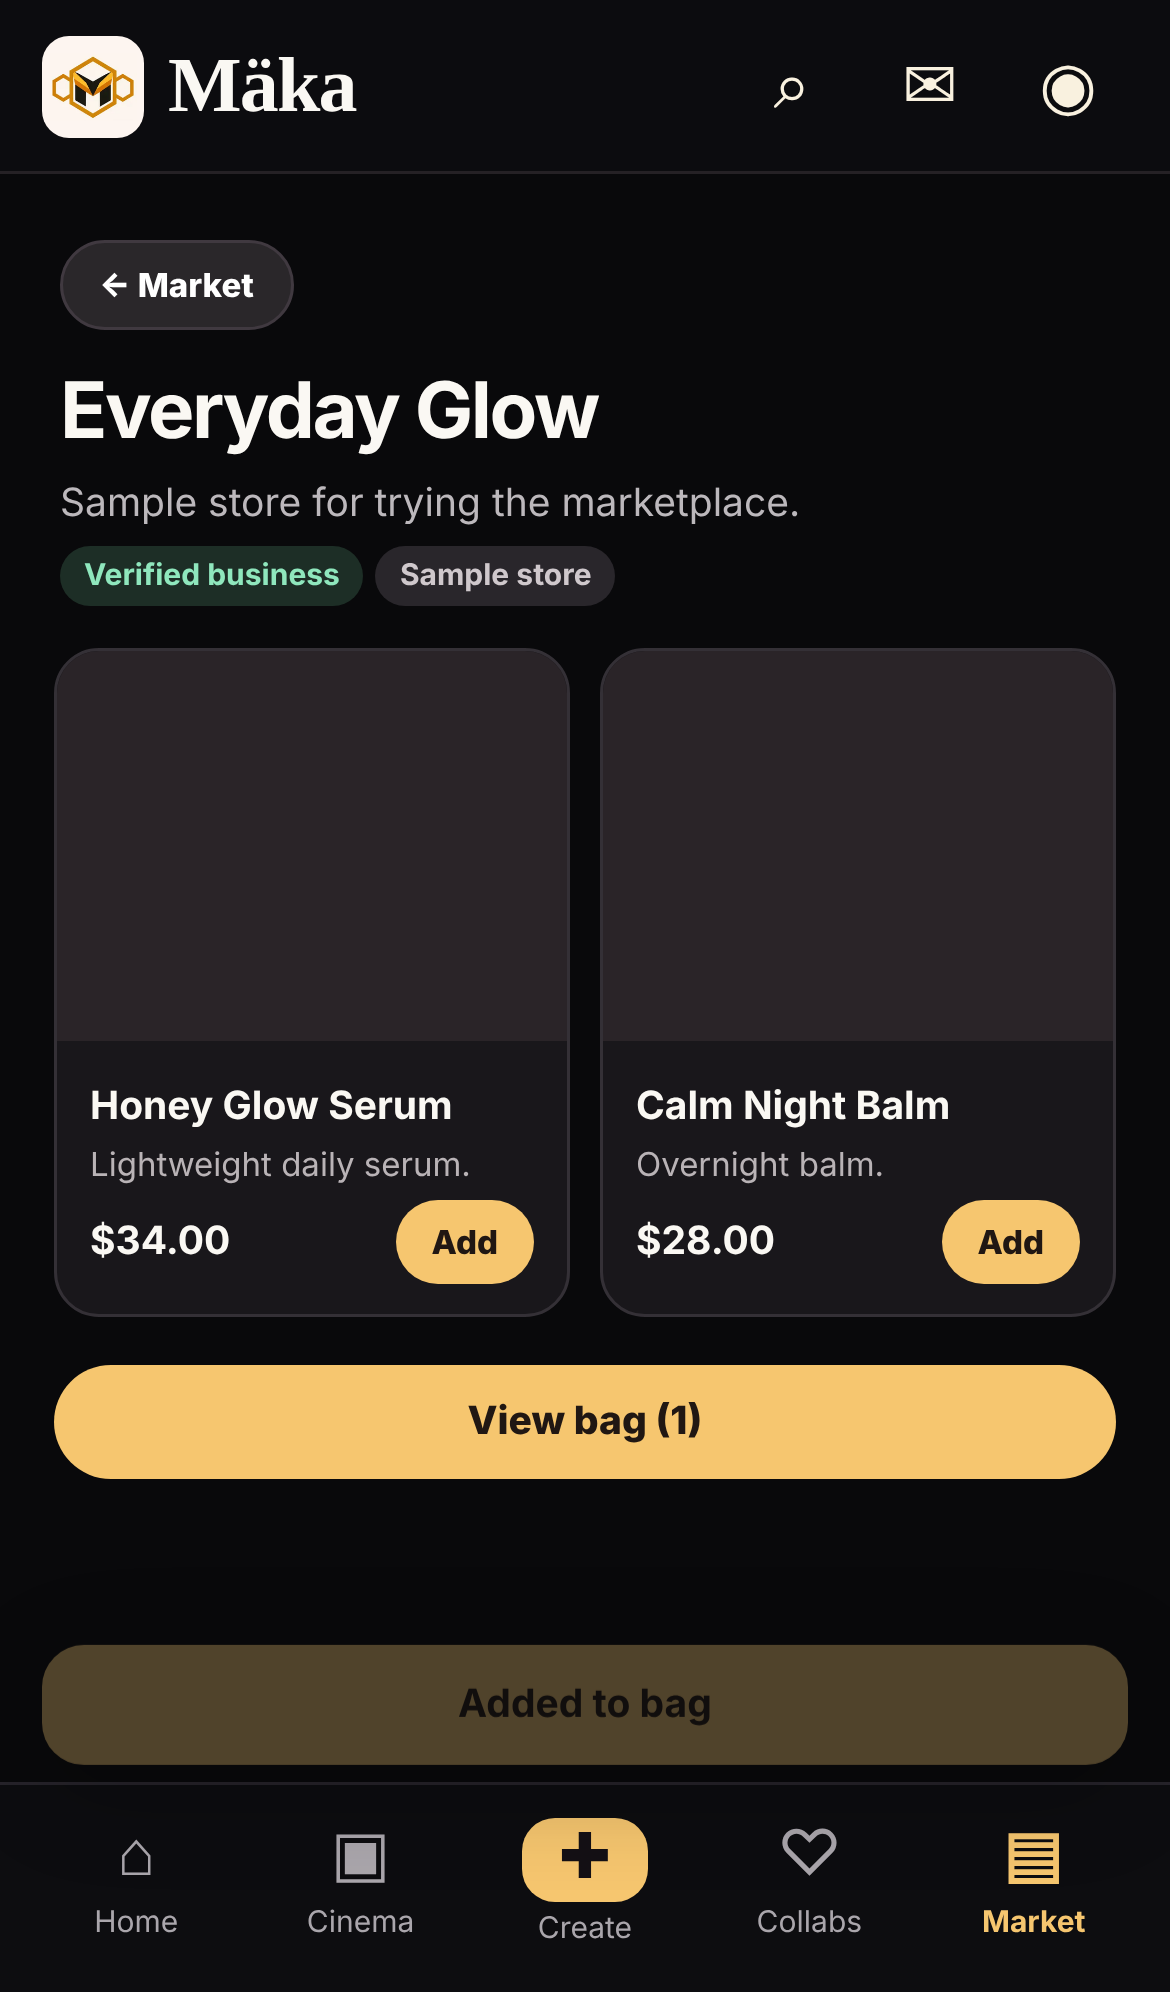 Mäka
← Market
Everyday Glow
Sample store for trying the marketplace.
Verified business
Sample store
Honey Glow Serum
Lightweight daily serum.
$34.00
Add
Calm Night Balm
Overnight balm.
$28.00
Add
View bag (1)
Added to bag
Home
Cinema
Create
Collabs
Market